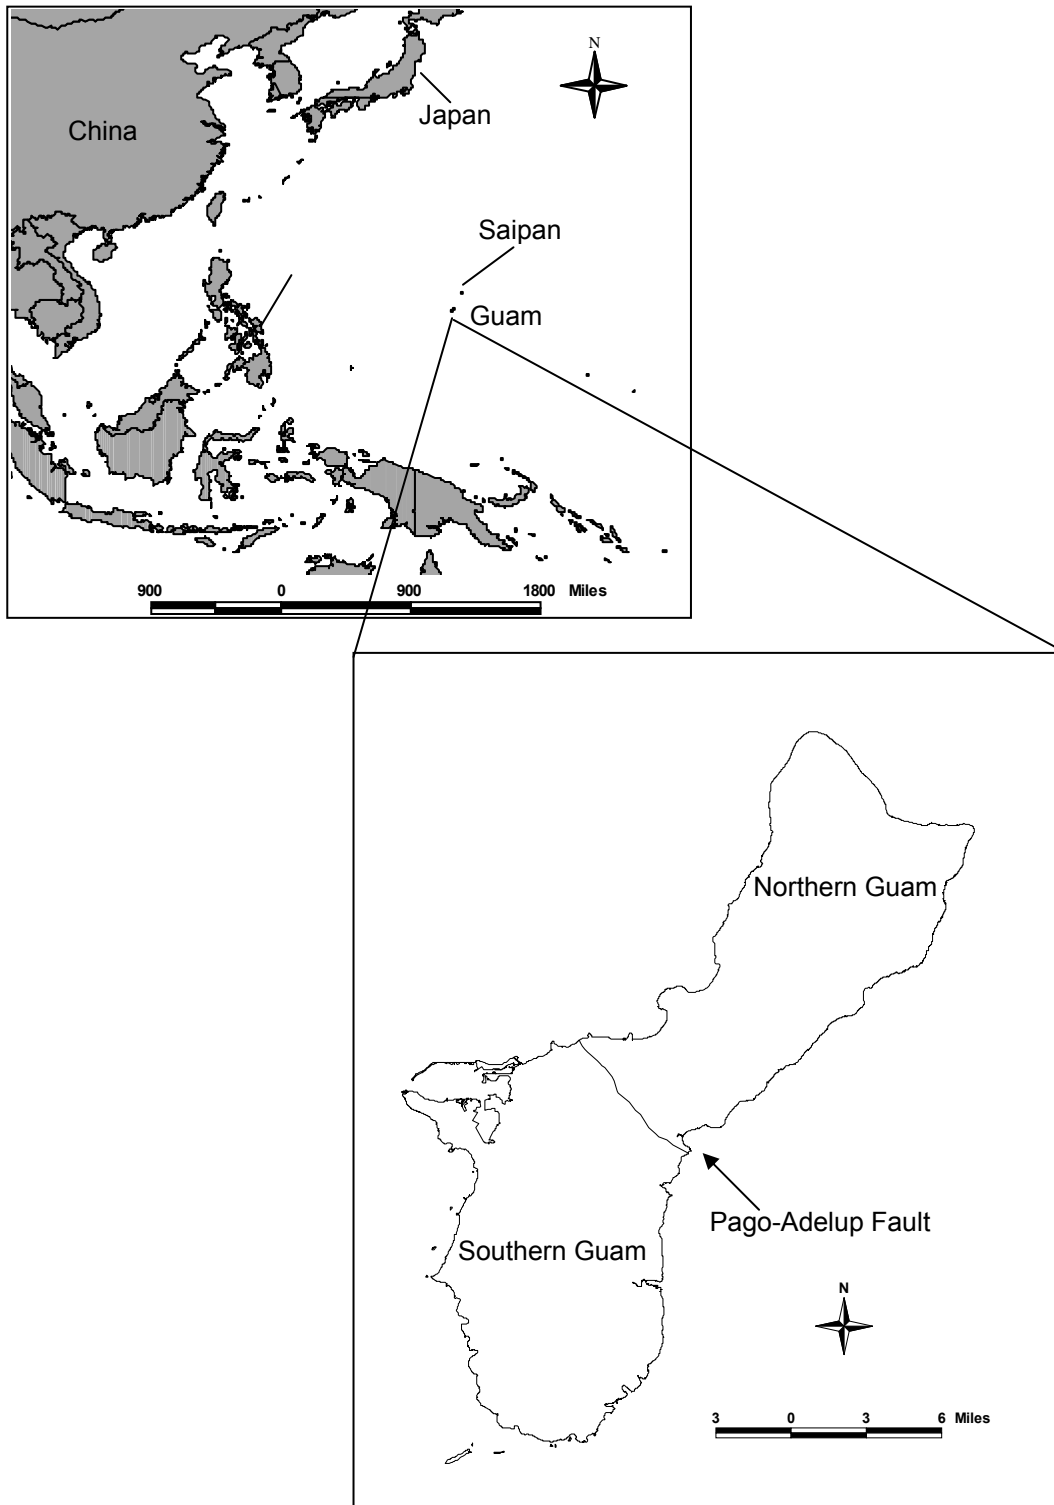 N
Japan
China
Saipan
Guam
900 0 900 1800 Miles
Northern Guam
Pago-Adelup Fault
Southern Guam
N
3 0 3 6 Miles